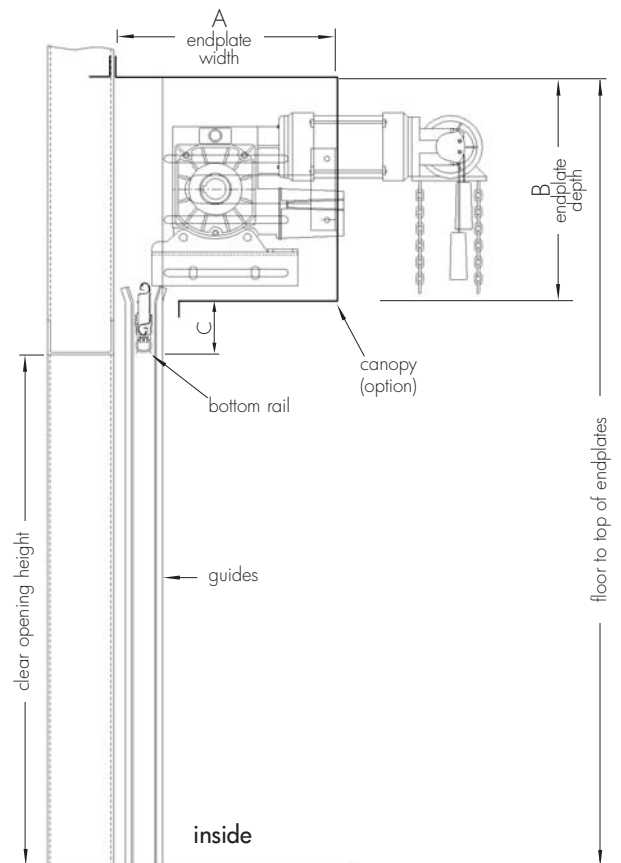 A
endplate
width
B
endplate
depth
C
canopy
(option)
bottom rail
clear opening height
guides
floor to top of endplates
inside